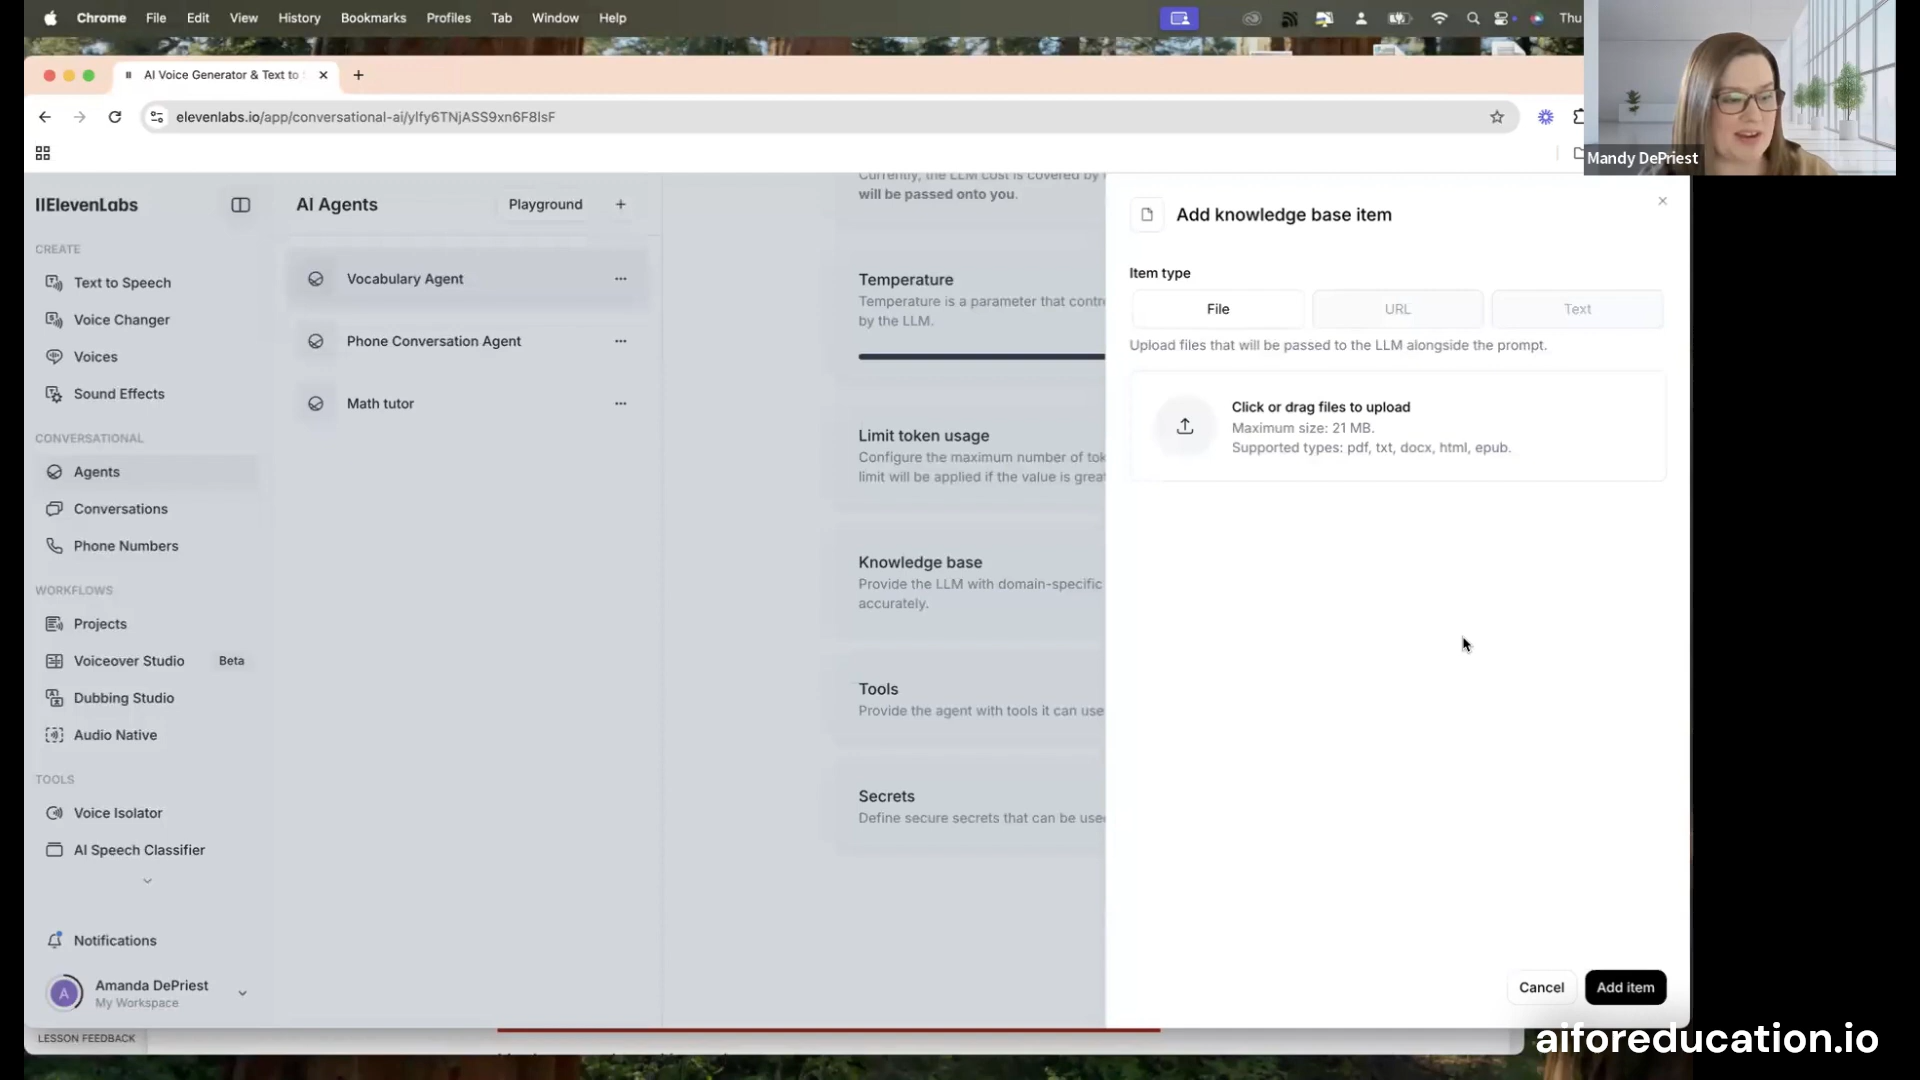 Chrome File Edit View History Bookmarks Profiles Tab Window Help
Thu
Mandy DePriest
AI Voice Generator & Text to
elevenlabs.io/app/conversational-ai/ylfy6TNjASS9xn6F8lsF
IIElevenLabs
CREATE
Text to Speech
Voice Changer
Voices
Sound Effects
CONVERSATIONAL
Agents
Conversations
Phone Numbers
WORKFLOWS
Projects
Voiceover Studio Beta
Dubbing Studio
Audio Native
TOOLS
Voice Isolator
AI Speech Classifier
Notifications
A
Amanda DePriest
My Workspace
LESSON FEEDBACK
AI Agents Playground +
Vocabulary Agent
Phone Conversation Agent
Math tutor
Currently, the LLM cost is covered by
will be passed onto you.
Temperature
Temperature is a parameter that contr
by the LLM.
Limit token usage
Configure the maximum number of tok
limit will be applied if the value is great
Knowledge base
Provide the LLM with domain-specific
accurately.
Tools
Provide the agent with tools it can use
Secrets
Define secure secrets that can be use
Add knowledge base item
Item type
File URL Text
Upload files that will be passed to the LLM alongside the prompt.
Click or drag files to upload
Maximum size: 21 MB.
Supported types: pdf, txt, docx, html, epub.
Cancel Add item
aiforeducation.io